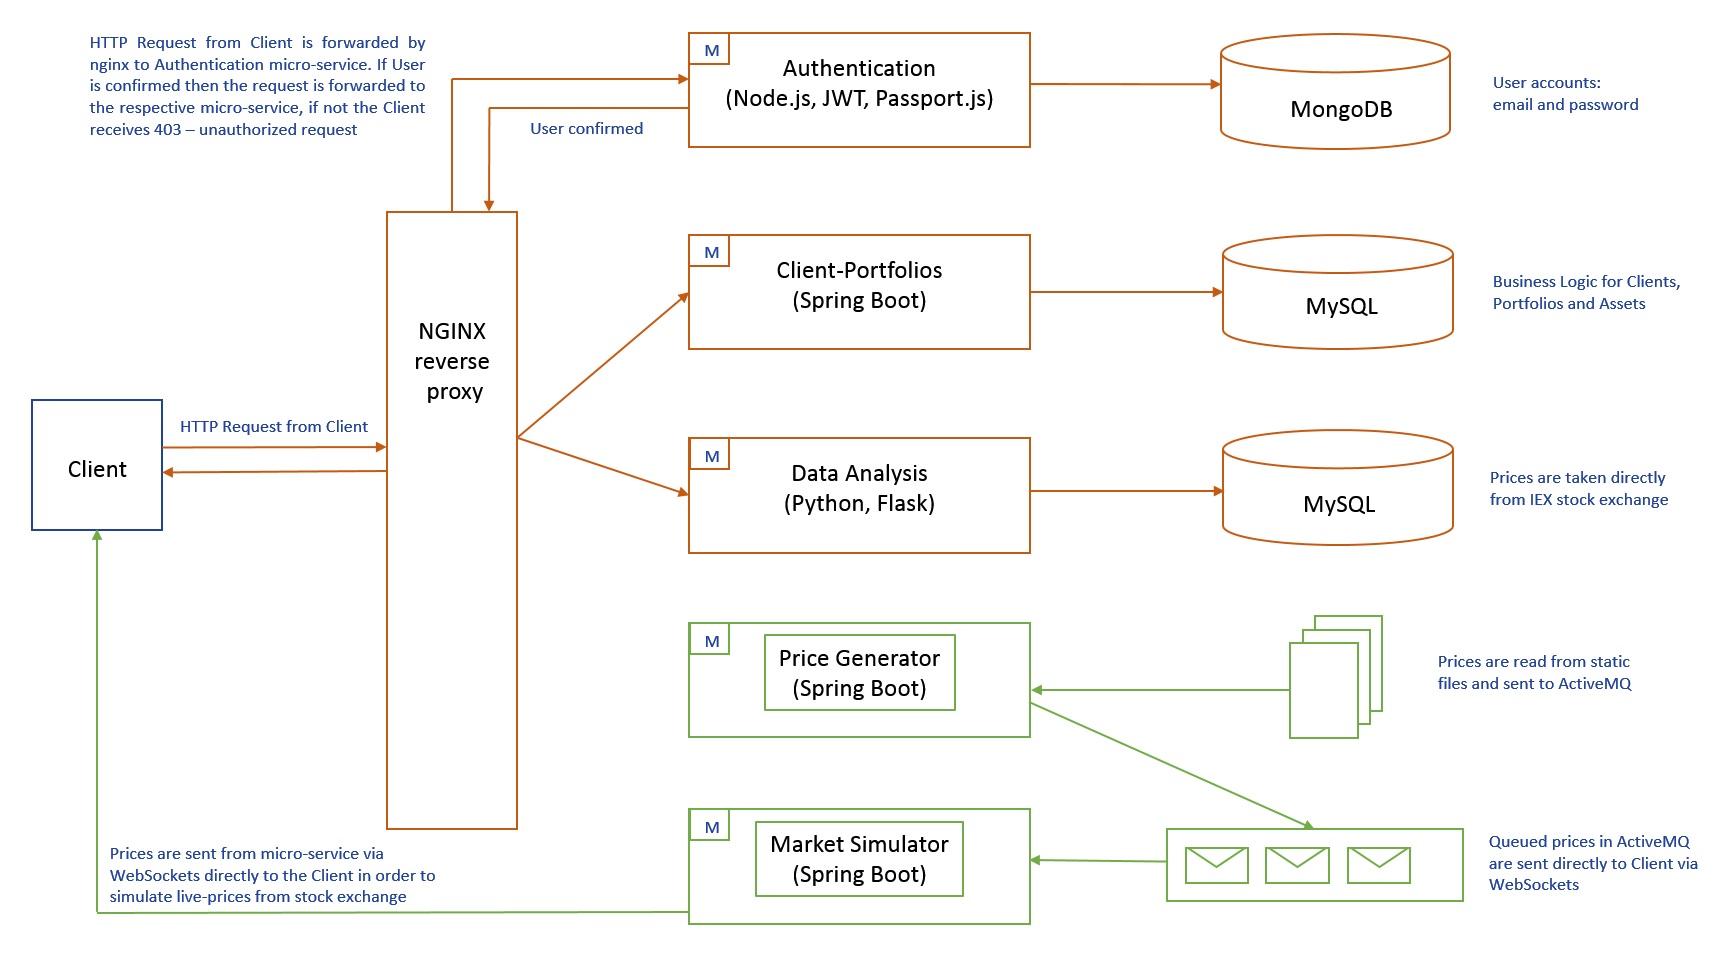 HTTP Request from Client is forwarded by
nginx to Authentication micro-service. If User
is confirmed then the request is forwarded to
the respective micro-service, if not the Client
receives 403 – unauthorized request
M
Authentication
(Node.js, JWT, Passport.js)
User confirmed
MongoDB
User accounts:
email and password
M
Client-Portfolios
(Spring Boot)
MySQL
Business Logic for Clients,
Portfolios and Assets
NGINX
reverse
proxy
HTTP Request from Client
Client
M
Data Analysis
(Python, Flask)
MySQL
Prices are taken directly
from IEX stock exchange
M
Price Generator
(Spring Boot)
Prices are read from static
files and sent to ActiveMQ
M
Market Simulator
(Spring Boot)
Queued prices in ActiveMQ
are sent directly to Client via
WebSockets
Prices are sent from micro-service via
WebSockets directly to the Client in order to
simulate live-prices from stock exchange